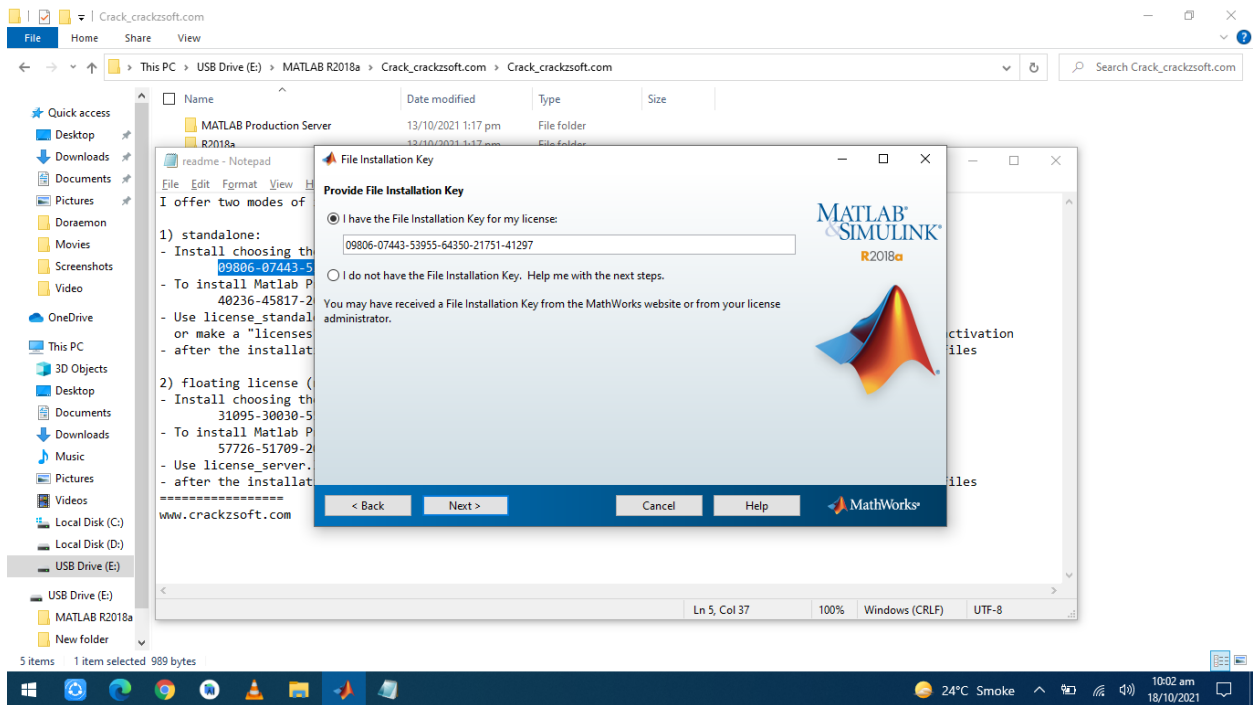 Crack_crackzsoft.com
File Home Share View
This PC > USB Drive (E:) > MATLAB R2018a > Crack_crackzsoft.com > Crack_crackzsoft.com
Search Crack_crackzsoft.com
Name Date modified Type Size
MATLAB Production Server 13/10/2021 1:17 pm File folder
R2018a 13/10/2021 1:17 pm File folder
Quick access
Desktop
Downloads
Documents
Pictures
Doraemon
Movies
Screenshots
Video
OneDrive
This PC
3D Objects
Desktop
Documents
Downloads
Music
Pictures
Videos
Local Disk (C:)
Local Disk (D:)
USB Drive (E:)
USB Drive (E:)
MATLAB R2018a
New folder
5 items 1 item selected 989 bytes
readme - Notepad
File Edit Format View H
I offer two modes of
1) standalone:
- Install choosing th
09806-07443-5
- To install Matlab P
40236-45817-2
- Use license_standal
or make a "licenses ctivation
- after the installat iles
2) floating license (
- Install choosing th
31095-30030-5
- To install Matlab P
57726-51709-2
- Use license_server.
- after the installat iles
=================
www.crackzsoft.com
Ln 5, Col 37 100% Windows (CRLF) UTF-8
File Installation Key
Provide File Installation Key
I have the File Installation Key for my license:
09806-07443-53955-64350-21751-41297
I do not have the File Installation Key. Help me with the next steps.
You may have received a File Installation Key from the MathWorks website or from your license
administrator.
MATLAB®
&SIMULINK®
R2018a
< Back Next > Cancel Help MathWorks®
24°C Smoke
10:02 am
18/10/2021